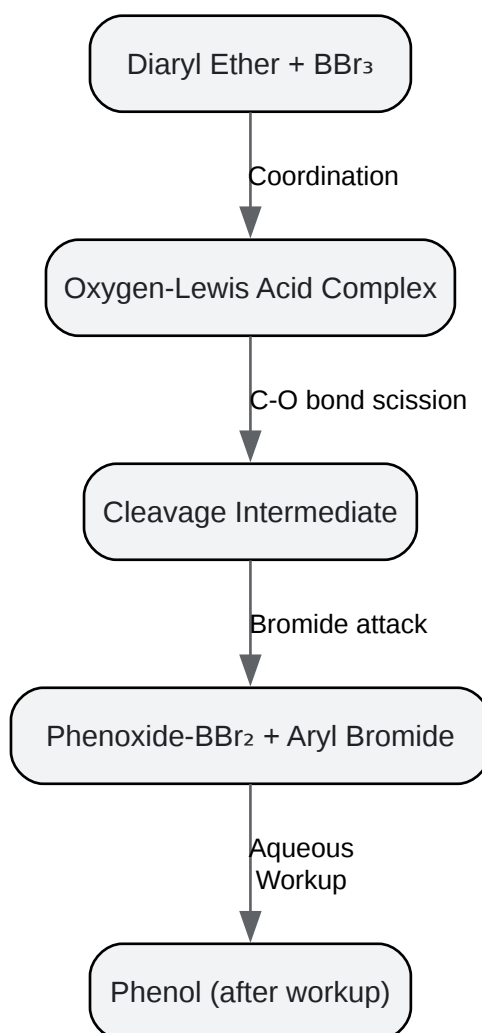 Diaryl Ether + BBr₃
Coordination
Oxygen-Lewis Acid Complex
C-O bond scission
Cleavage Intermediate
Bromide attack
Phenoxide-BBr₂ + Aryl Bromide
Aqueous
Workup
Phenol (after workup)